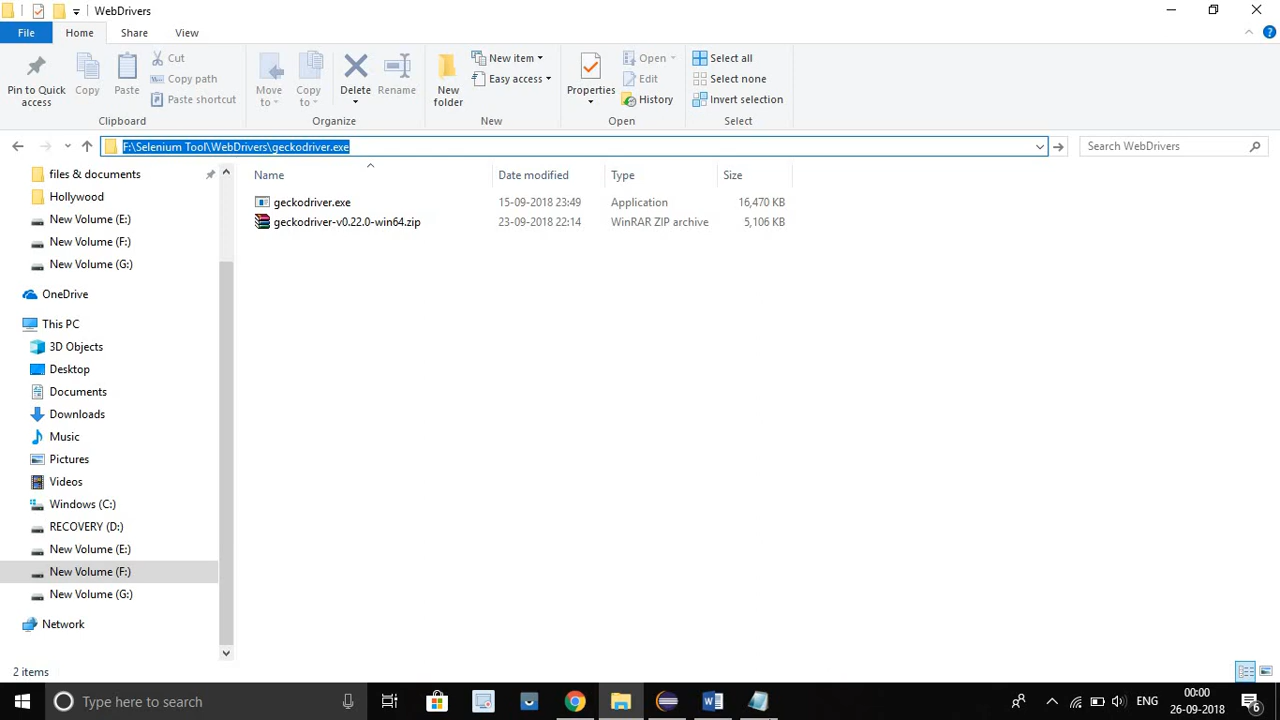 WebDrivers
File Home Share View
Pin to Quick access
Copy
Paste
Cut
Copy path
Paste shortcut
Clipboard
Move to
Copy to
Delete
Rename
Organize
New folder
New item
Easy access
New
Properties
Open
Edit
History
Open
Select all
Select none
Invert selection
Select
F:\Selenium Tool\WebDrivers\geckodriver.exe
Search WebDrivers
files & documents
Hollywood
New Volume (E:)
New Volume (F:)
New Volume (G:)
OneDrive
This PC
3D Objects
Desktop
Documents
Downloads
Music
Pictures
Videos
Windows (C:)
RECOVERY (D:)
New Volume (E:)
New Volume (F:)
New Volume (G:)
Network
Name Date modified Type Size
geckodriver.exe 15-09-2018 23:49 Application 16,470 KB
geckodriver-v0.22.0-win64.zip 23-09-2018 22:14 WinRAR ZIP archive 5,106 KB
2 items
Type here to search
ENG
00:00
26-09-2018
6